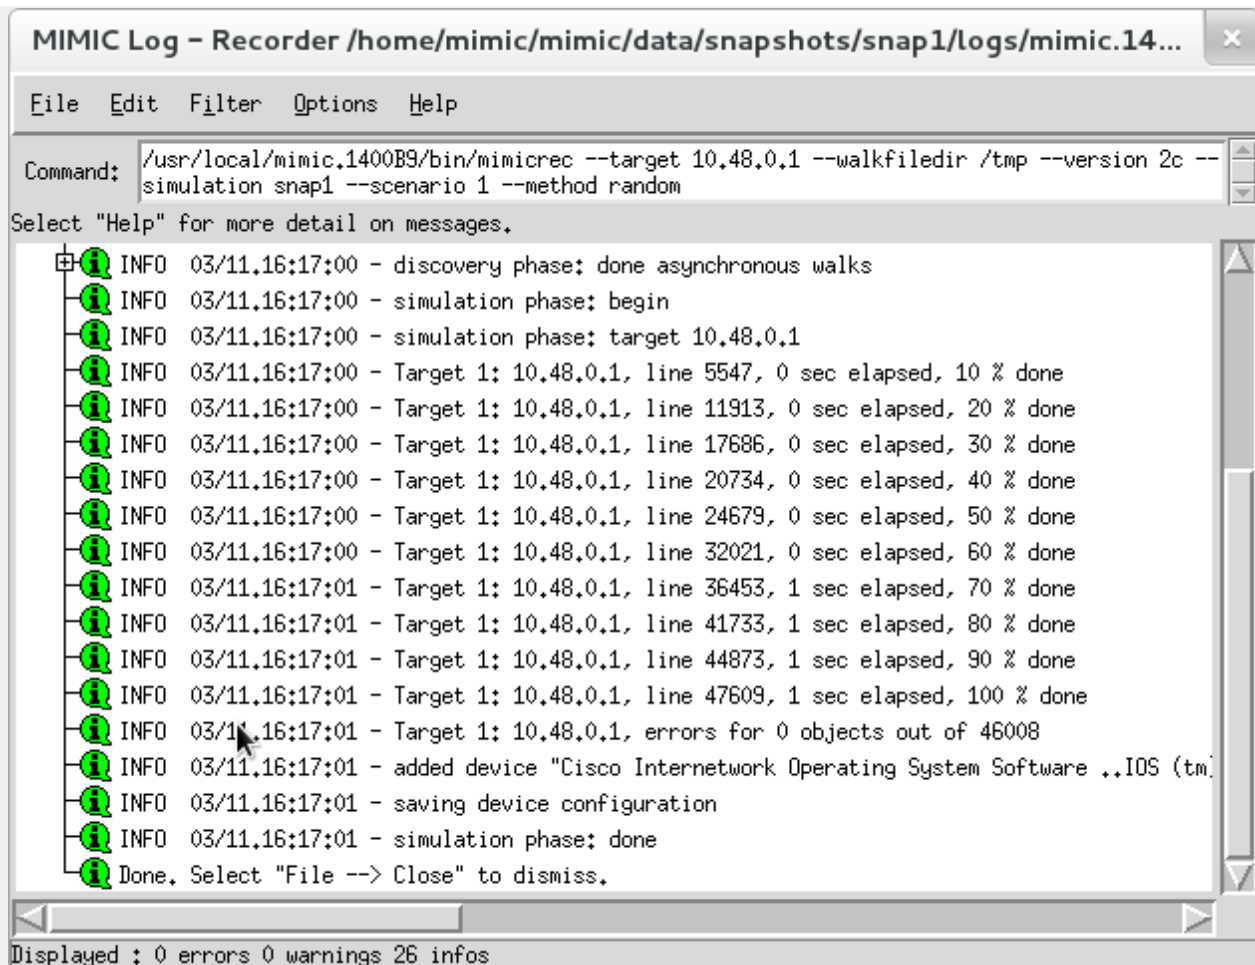 MIMIC Log - Recorder /home/mimic/mimic/data/snapshots/snap1/logs/mimic.14...
File Edit Filter Options Help
Command: /usr/local/mimic.1400B9/bin/mimicrec --target 10.48.0.1 --walkfiledir /tmp --version 2c --
simulation snap1 --scenario 1 --method random
Select "Help" for more detail on messages.
INFO 03/11.16:17:00 - discovery phase: done asynchronous walks
INFO 03/11.16:17:00 - simulation phase: begin
INFO 03/11.16:17:00 - simulation phase: target 10.48.0.1
INFO 03/11.16:17:00 - Target 1: 10.48.0.1, line 5547, 0 sec elapsed, 10 % done
INFO 03/11.16:17:00 - Target 1: 10.48.0.1, line 11913, 0 sec elapsed, 20 % done
INFO 03/11.16:17:00 - Target 1: 10.48.0.1, line 17686, 0 sec elapsed, 30 % done
INFO 03/11.16:17:00 - Target 1: 10.48.0.1, line 20734, 0 sec elapsed, 40 % done
INFO 03/11.16:17:00 - Target 1: 10.48.0.1, line 24679, 0 sec elapsed, 50 % done
INFO 03/11.16:17:00 - Target 1: 10.48.0.1, line 32021, 0 sec elapsed, 60 % done
INFO 03/11.16:17:01 - Target 1: 10.48.0.1, line 36453, 1 sec elapsed, 70 % done
INFO 03/11.16:17:01 - Target 1: 10.48.0.1, line 41733, 1 sec elapsed, 80 % done
INFO 03/11.16:17:01 - Target 1: 10.48.0.1, line 44873, 1 sec elapsed, 90 % done
INFO 03/11.16:17:01 - Target 1: 10.48.0.1, line 47609, 1 sec elapsed, 100 % done
INFO 03/11.16:17:01 - Target 1: 10.48.0.1, errors for 0 objects out of 46008
INFO 03/11.16:17:01 - added device "Cisco Internetwork Operating System Software ..IOS (tm)
INFO 03/11.16:17:01 - saving device configuration
INFO 03/11.16:17:01 - simulation phase: done
Done. Select "File --> Close" to dismiss.
Displayed : 0 errors 0 warnings 26 infos